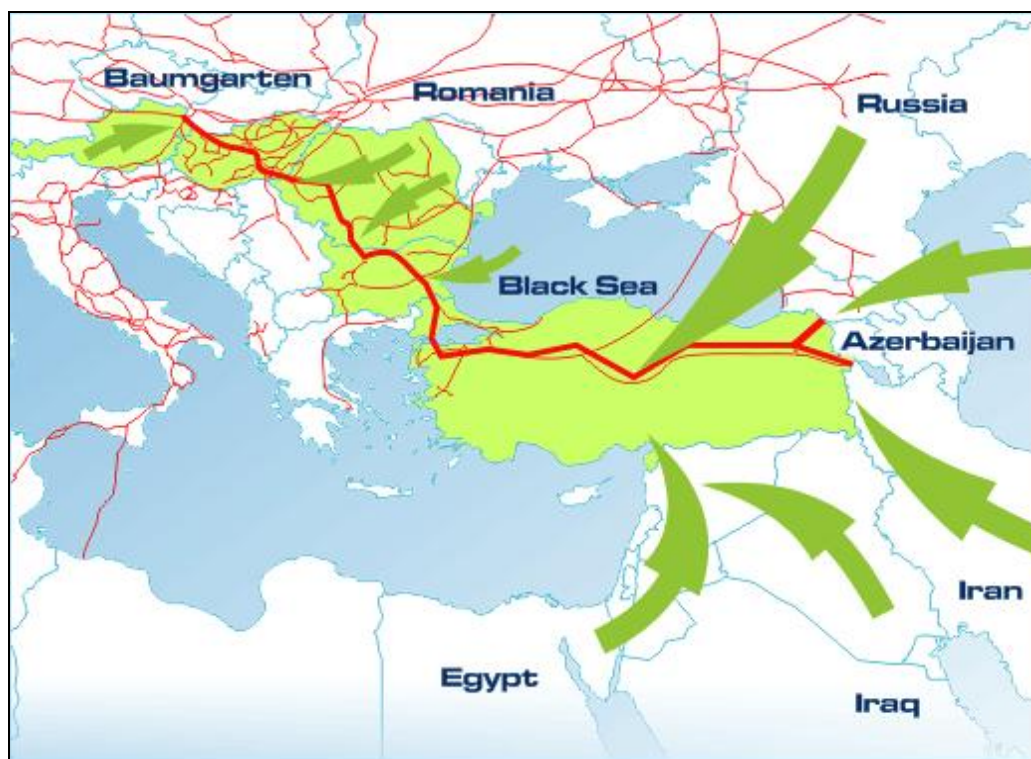 Baumgarten
Romania
Russia
Black Sea
Azerbaijan
Iran
Egypt
Iraq